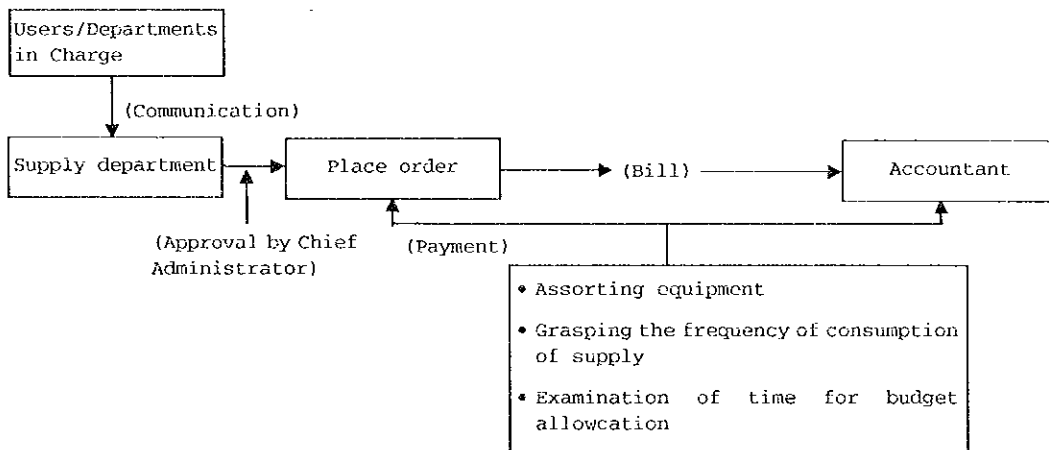 Users/Departments
in Charge
(Communication)
Supply department
Place order
(Bill)
Accountant
(Approval by Chief
Administrator)
(Payment)
• Assorting equipment
• Grasping the frequency of consumption
of supply
• Examination of time for budget
allowcation